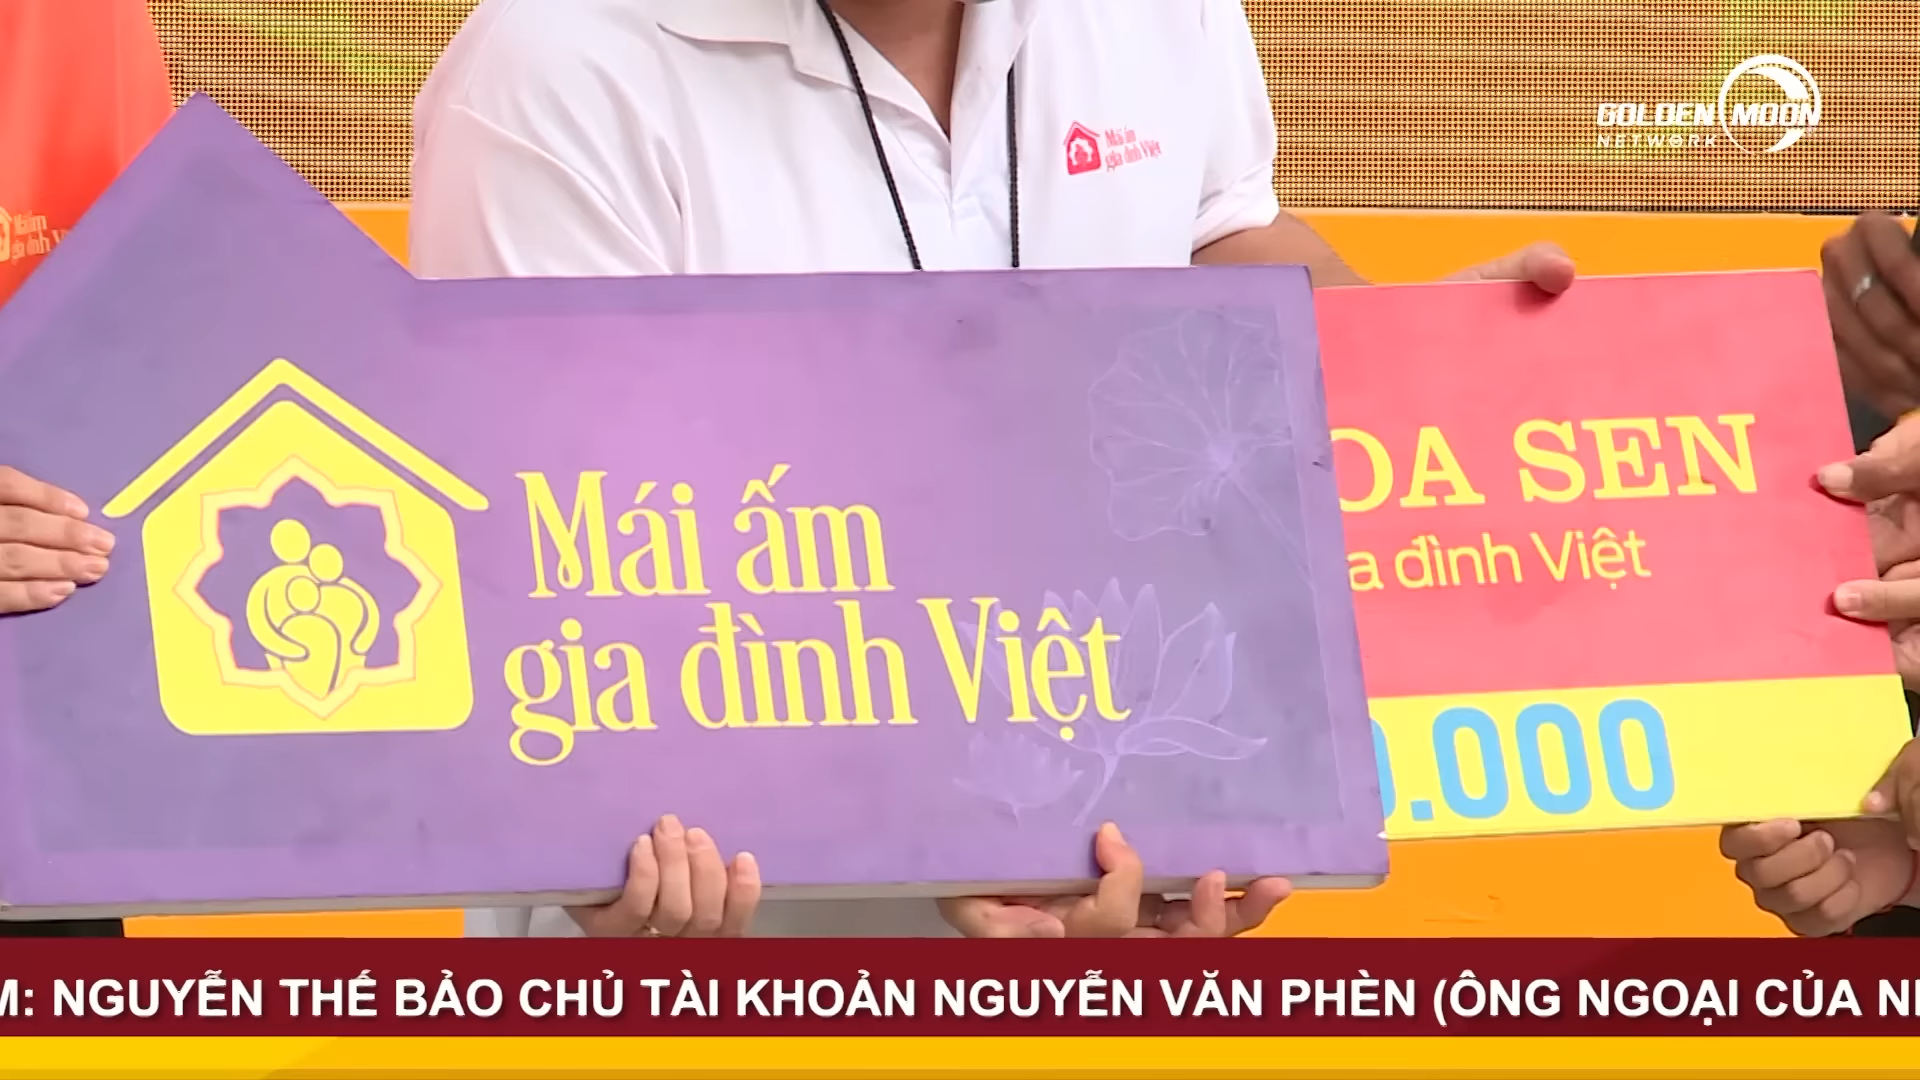 GOLDEN MOON
NETWORK
Mái ấm
gia đình Việt
Mái ấm
gia đình Việt
OA SEN
a đình Việt
0.000
M: NGUYỄN THẾ BẢO CHỦ TÀI KHOẢN NGUYỄN VĂN PHÈN (ÔNG NGOẠI CỦA